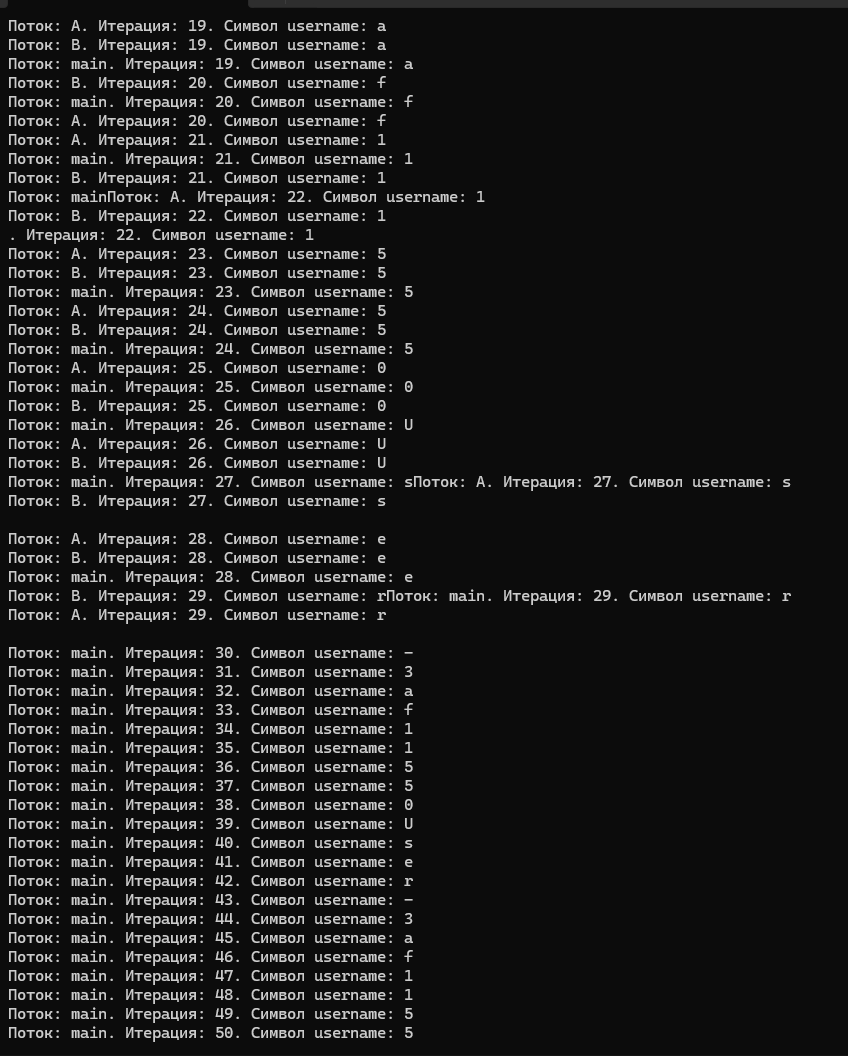 Поток: A. Итерация: 19. Символ username: a
Поток: B. Итерация: 19. Символ username: a
Поток: main. Итерация: 19. Символ username: a
Поток: B. Итерация: 20. Символ username: f
Поток: main. Итерация: 20. Символ username: f
Поток: A. Итерация: 20. Символ username: f
Поток: A. Итерация: 21. Символ username: 1
Поток: main. Итерация: 21. Символ username: 1
Поток: B. Итерация: 21. Символ username: 1
Поток: mainПоток: A. Итерация: 22. Символ username: 1
Поток: B. Итерация: 22. Символ username: 1
. Итерация: 22. Символ username: 1
Поток: A. Итерация: 23. Символ username: 5
Поток: B. Итерация: 23. Символ username: 5
Поток: main. Итерация: 23. Символ username: 5
Поток: A. Итерация: 24. Символ username: 5
Поток: B. Итерация: 24. Символ username: 5
Поток: main. Итерация: 24. Символ username: 5
Поток: A. Итерация: 25. Символ username: 0
Поток: main. Итерация: 25. Символ username: 0
Поток: B. Итерация: 25. Символ username: 0
Поток: main. Итерация: 26. Символ username: U
Поток: A. Итерация: 26. Символ username: U
Поток: B. Итерация: 26. Символ username: U
Поток: main. Итерация: 27. Символ username: sПоток: A. Итерация: 27. Символ username: s
Поток: B. Итерация: 27. Символ username: s
Поток: A. Итерация: 28. Символ username: e
Поток: B. Итерация: 28. Символ username: e
Поток: main. Итерация: 28. Символ username: e
Поток: B. Итерация: 29. Символ username: rПоток: main. Итерация: 29. Символ username: r
Поток: A. Итерация: 29. Символ username: r
Поток: main. Итерация: 30. Символ username: -
Поток: main. Итерация: 31. Символ username: 3
Поток: main. Итерация: 32. Символ username: a
Поток: main. Итерация: 33. Символ username: f
Поток: main. Итерация: 34. Символ username: 1
Поток: main. Итерация: 35. Символ username: 1
Поток: main. Итерация: 36. Символ username: 5
Поток: main. Итерация: 37. Символ username: 5
Поток: main. Итерация: 38. Символ username: 0
Поток: main. Итерация: 39. Символ username: U
Поток: main. Итерация: 40. Символ username: s
Поток: main. Итерация: 41. Символ username: e
Поток: main. Итерация: 42. Символ username: r
Поток: main. Итерация: 43. Символ username: -
Поток: main. Итерация: 44. Символ username: 3
Поток: main. Итерация: 45. Символ username: a
Поток: main. Итерация: 46. Символ username: f
Поток: main. Итерация: 47. Символ username: 1
Поток: main. Итерация: 48. Символ username: 1
Поток: main. Итерация: 49. Символ username: 5
Поток: main. Итерация: 50. Символ username: 5